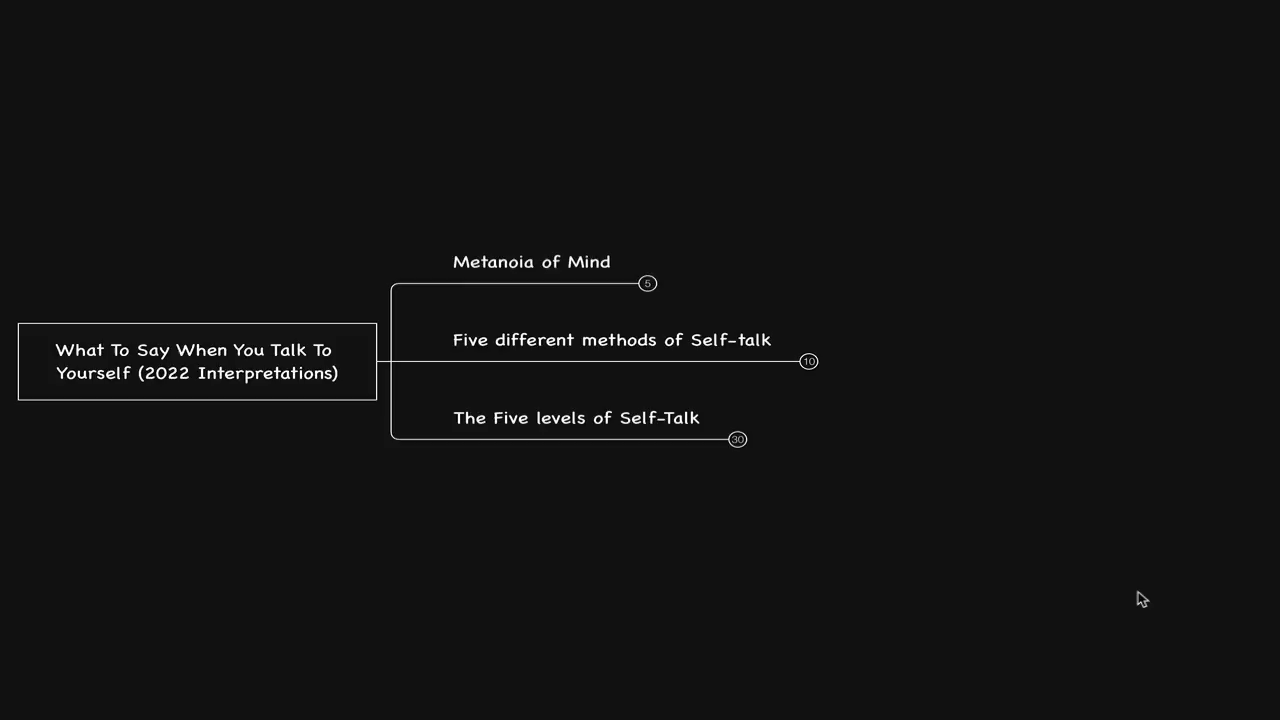 Metanoia of Mind
5
Five different methods of Self-talk
10
What To Say When You Talk To
Yourself (2022 Interpretations)
The Five levels of Self-Talk
30